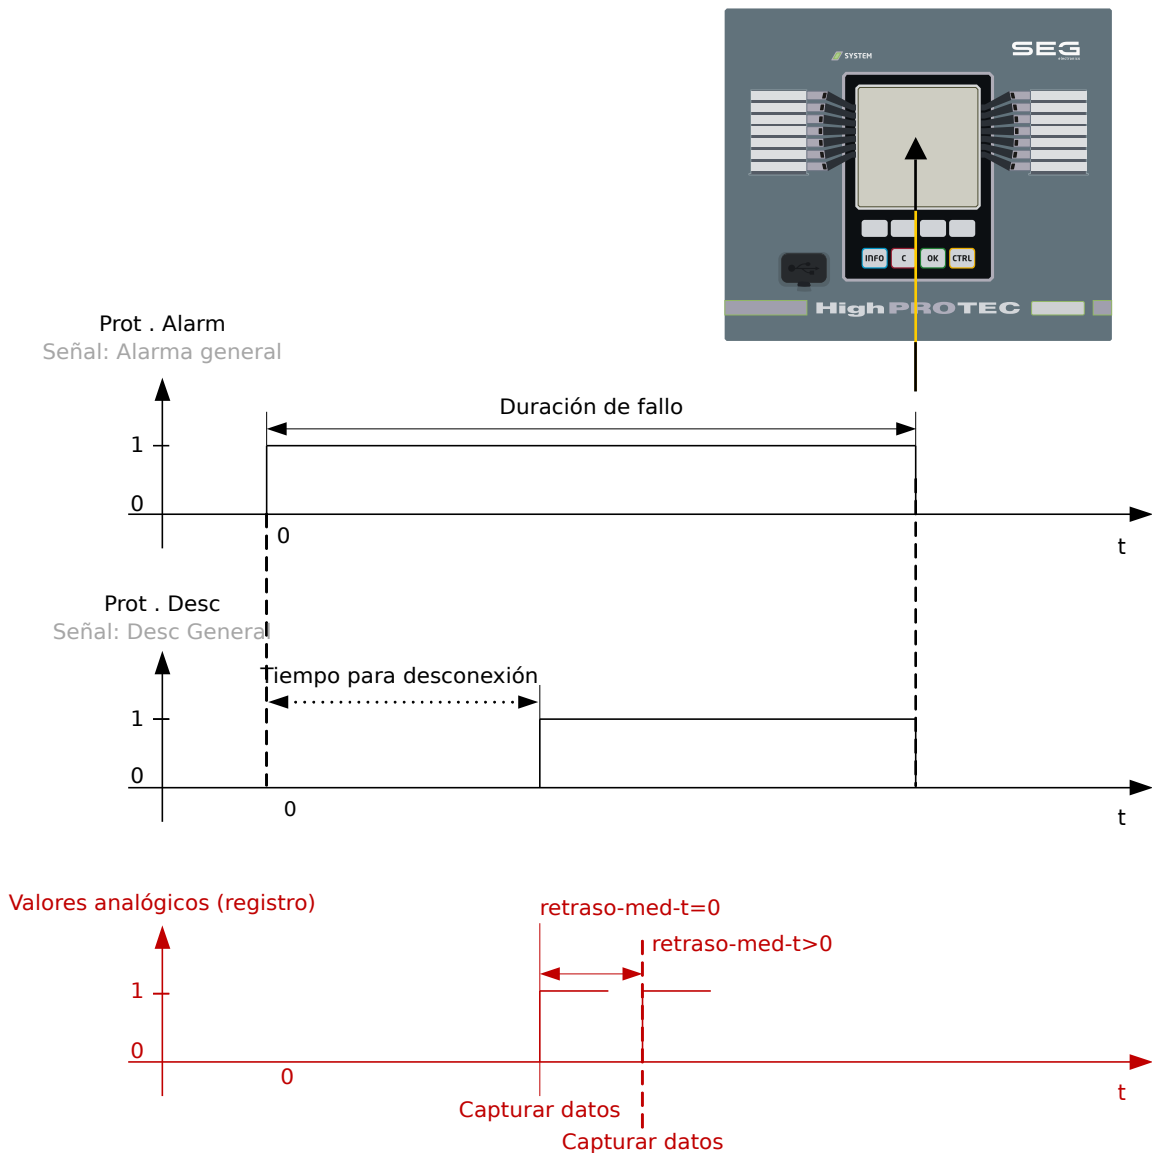 SYSTEM
SEG
electronics
INFO
C
OK
CTRL
HighPROTEC
Prot . Alarm
Señal: Alarma general
Duración de fallo
1
0
0
t
Prot . Desc
Señal: Desc General
Tiempo para desconexión
1
0
0
t
Valores analógicos (registro)
retraso-med-t=0
retraso-med-t>0
1
0
0
t
Capturar datos
Capturar datos